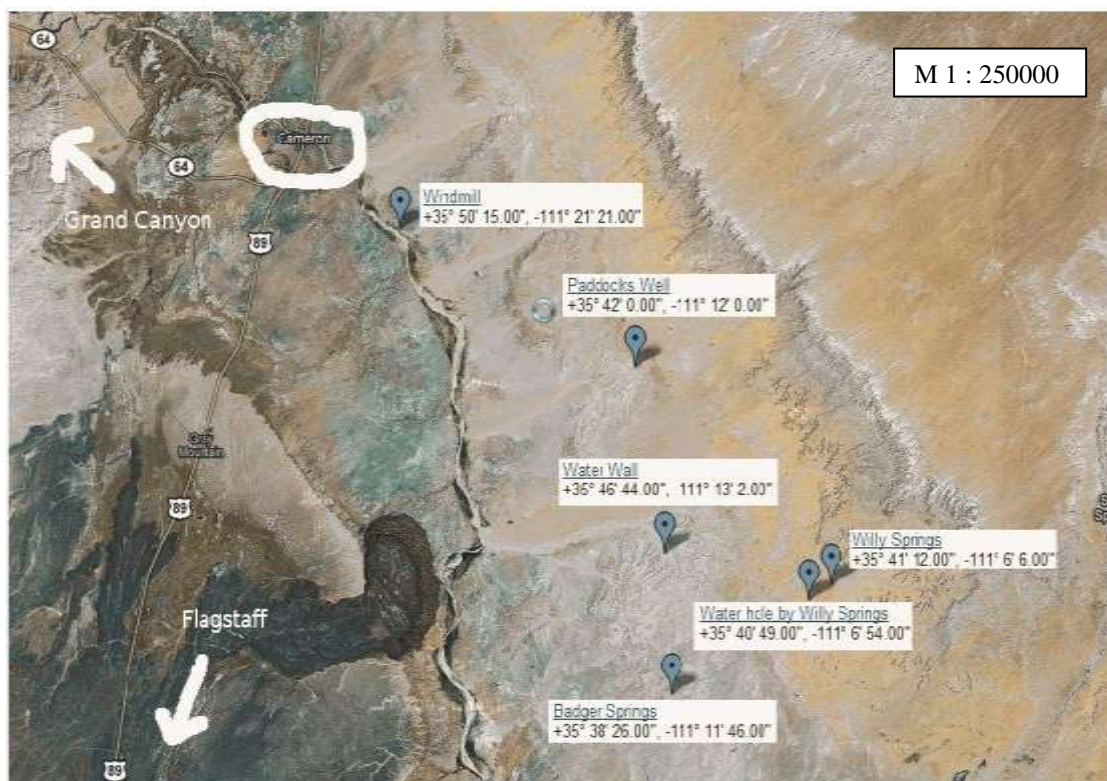 64
M 1 : 250000
Cameron
64
Grand Canyon
Windmill
+35° 50' 15.00", -111° 21' 21.00"
89
Paddocks Well
+35° 42' 0.00", -111° 12' 0.00"
Gray
Mountain
Water Wall
+35° 46' 44.00", 111° 13' 2.00"
89
Willy Springs
+35° 41' 12.00", -111° 6' 6.00"
Water hole by Willy Springs
+35° 40' 49.00", -111° 6' 54.00"
Flagstaff
Badger Springs
+35° 38' 26.00", -111° 11' 46.00"
89